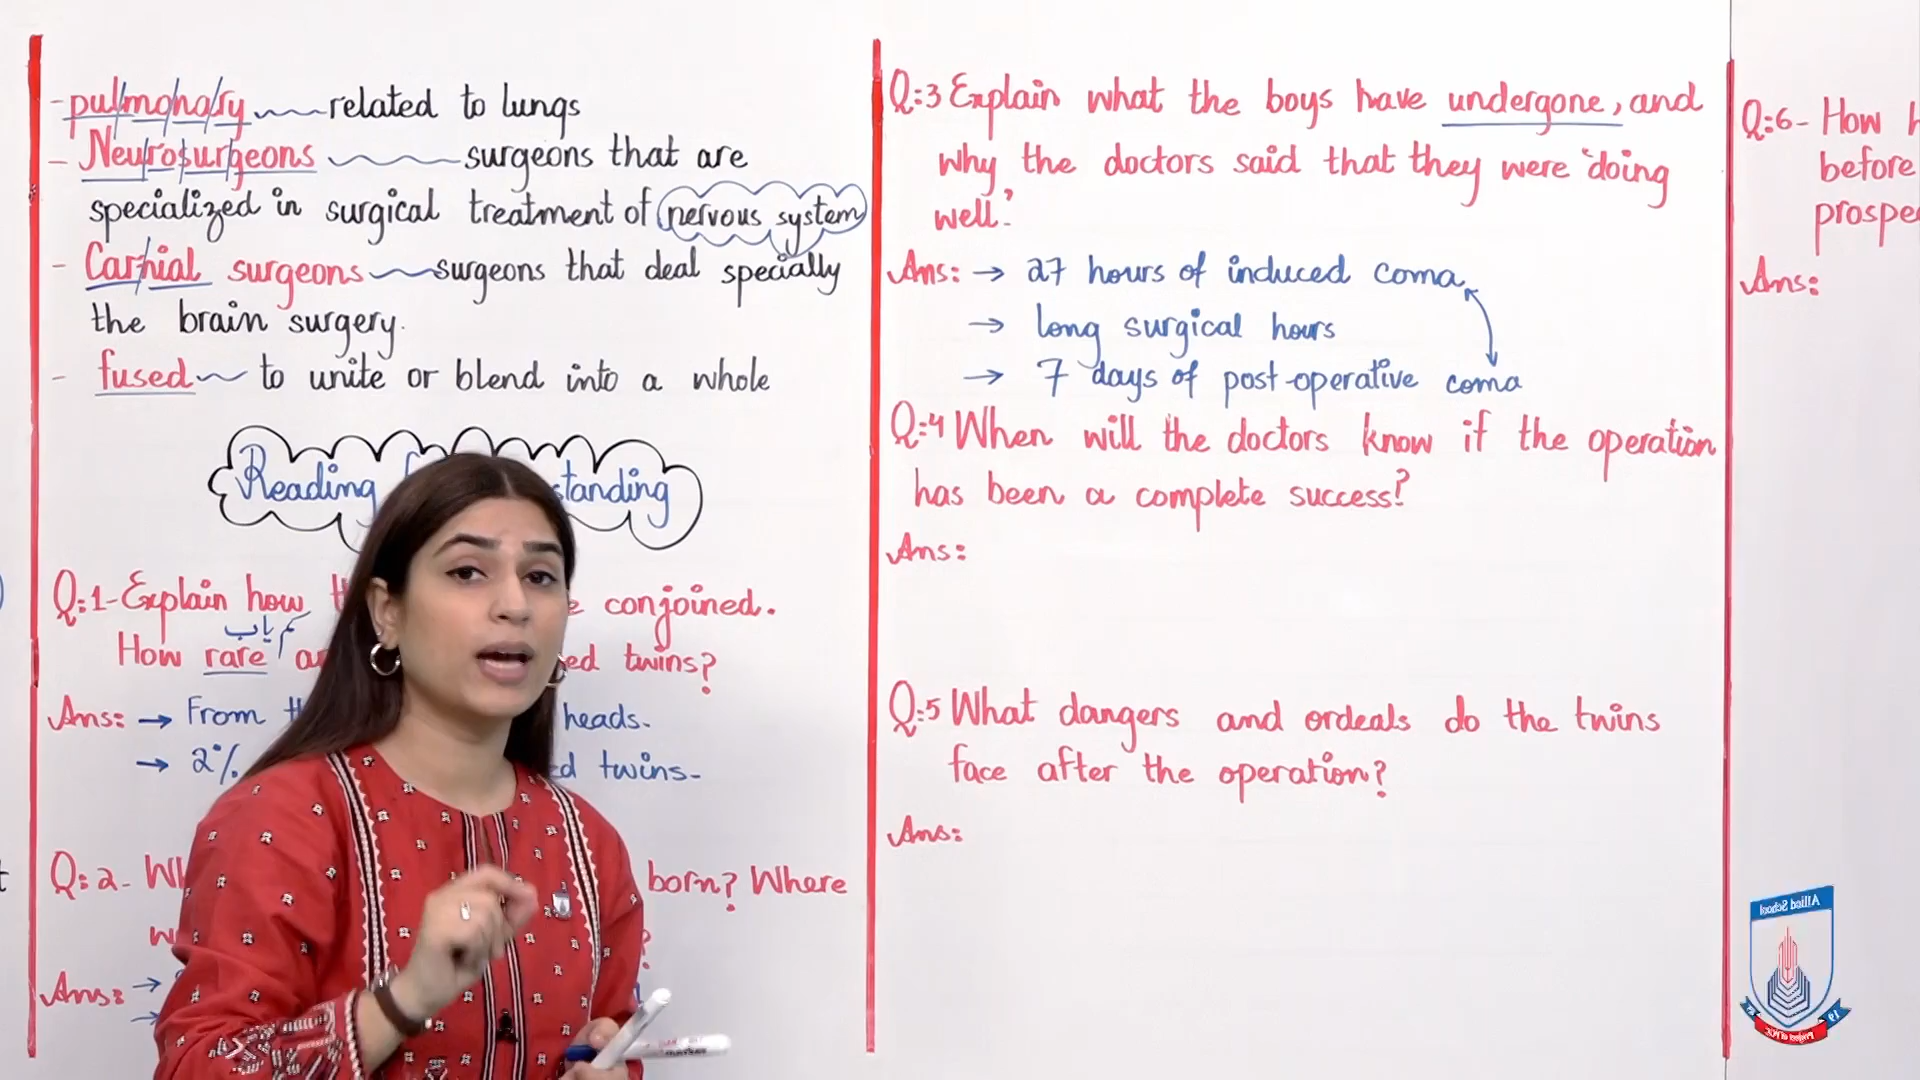 - pulmonary related to lungs
- Neurosurgeons surgeons that are
specialized in surgical treatment of nervous system
- Carnial surgeons surgeons that deal specially
the brain surgery.
- fused to unite or blend into a whole
Reading standing
Q:1- Explain how conjoined.
کم یاب
How rare twins?
Ans: → From heads.
→ 2% twins-
Q:2- born? Where
Ans: →
→
Q:3 Explain what the boys have undergone, and
why the doctors said that they were 'doing
well.'
Ans: → 27 hours of induced coma
→ long surgical hours
→ 7 days of post-operative coma
Q:4 When will the doctors know if the operation
has been a complete success?
Ans:
Q:5 What dangers and ordeals do the twins
face after the operation?
Ans:
Q:6- How
before
Ans:
Allied School